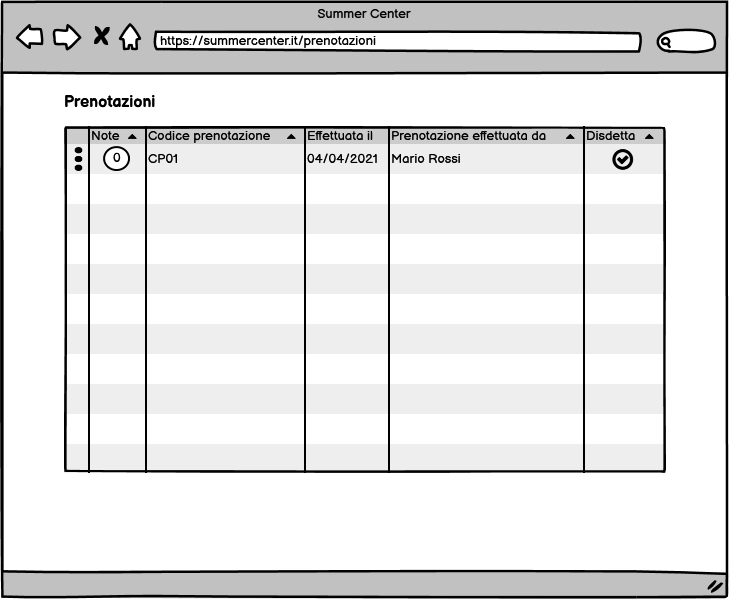 Summer Center
https://summercenter.it/prenotazioni
Prenotazioni
Note Codice prenotazione Effettuata il Prenotazione effettuata da Disdetta
0 CP01 04/04/2021 Mario Rossi